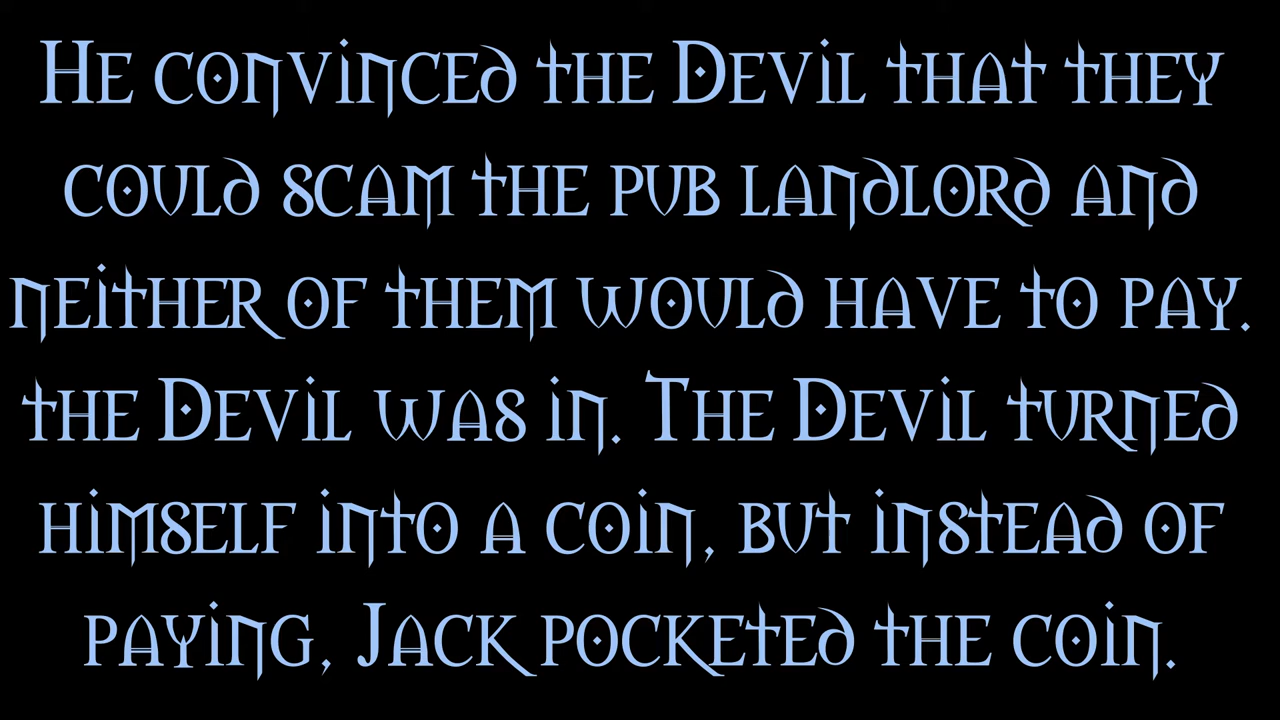 He convinced the Devil that they
could scam the pub landlord and
neither of them would have to pay.
the Devil was in. The Devil turned
himself into a coin, but instead of
paying, Jack pocketed the coin.